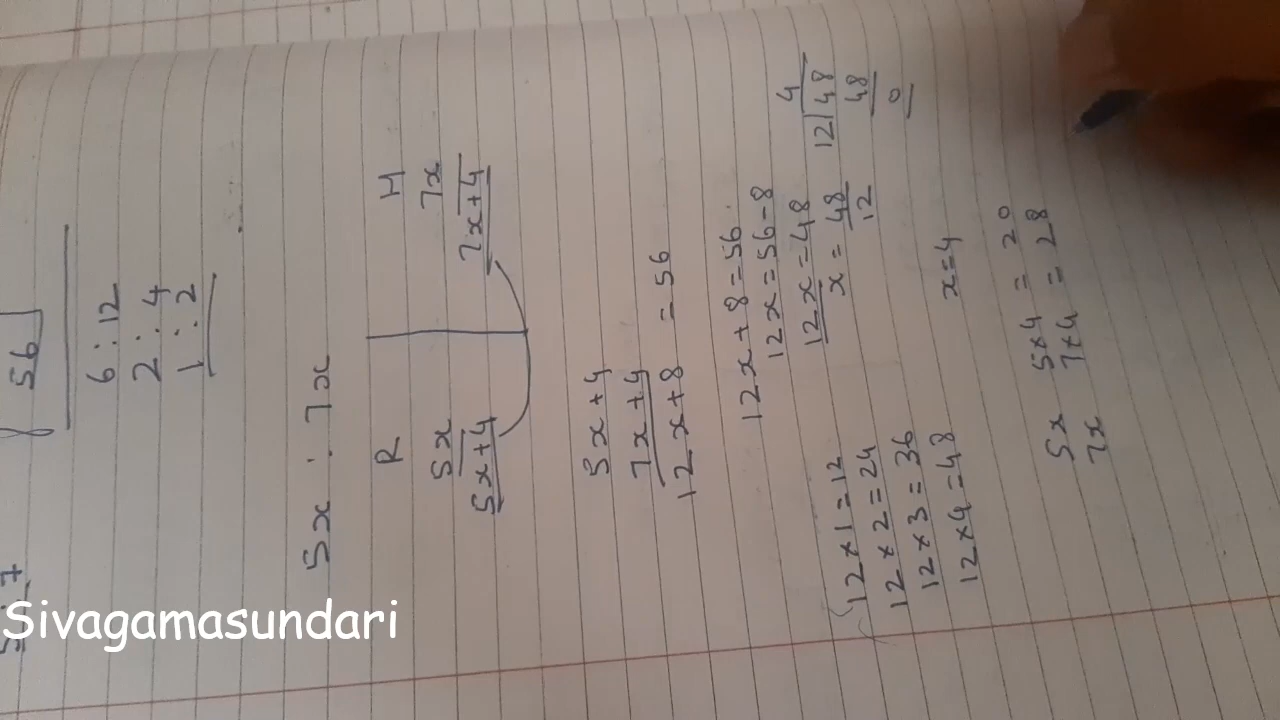 5 : 7
56
6 : 12
2 : 4
1 : 2
5x : 7x
R H
5x 7x
5x+4 7x+4
5x+4
7x+4
12x+8 = 56
12x+8=56
12x=56-8
12x=48
x = 48
12
4
12 48
48
0
12×1=12
12×2=24
12×3=36
12×4=48
x=4
5x 5×4 = 20
7x 7×4 = 28
Sivagamasundari